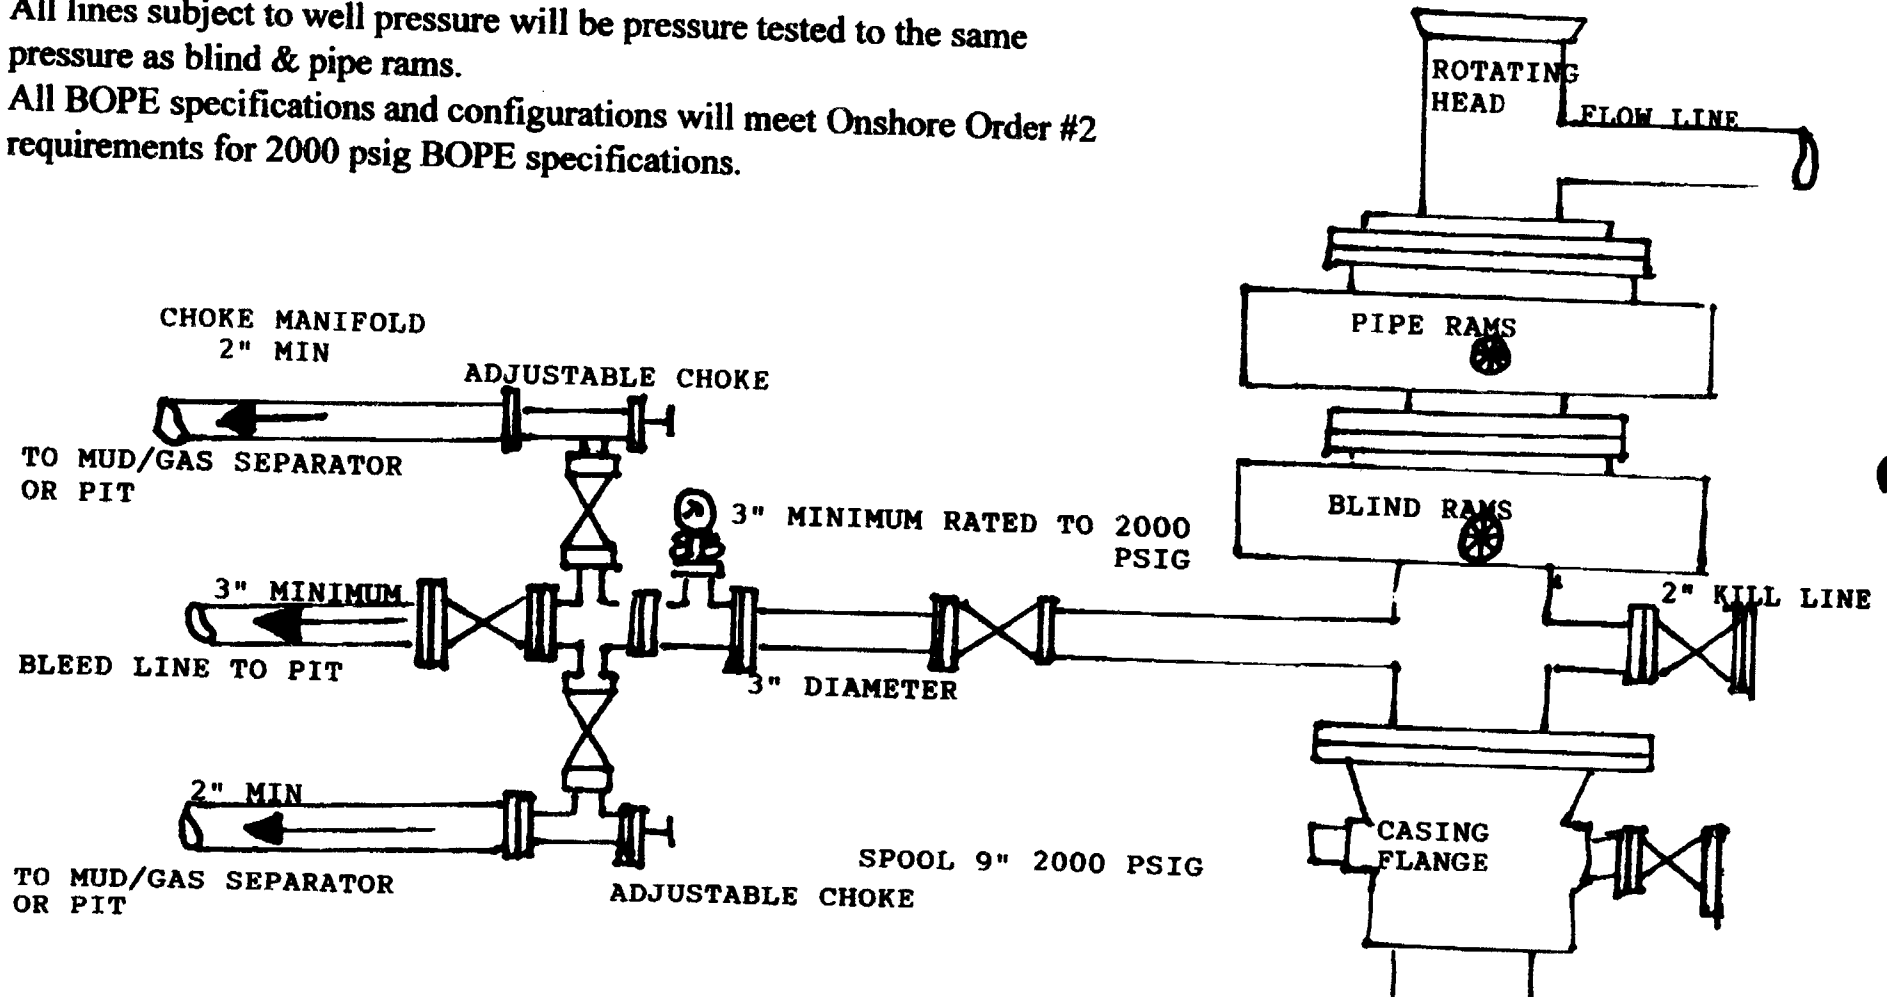 All lines subject to well pressure will be pressure tested to the same
pressure as blind & pipe rams.
All BOPE specifications and configurations will meet Onshore Order #2
requirements for 2000 psig BOPE specifications.
ROTATING
HEAD
FLOW LINE
CHOKE MANIFOLD
2" MIN
ADJUSTABLE CHOKE
TO MUD/GAS SEPARATOR
OR PIT
PIPE RAMS
BLIND RAMS
3" MINIMUM RATED TO 2000
PSIG
3" MINIMUM
BLEED LINE TO PIT
3" DIAMETER
2" KILL LINE
2" MIN
TO MUD/GAS SEPARATOR
OR PIT
ADJUSTABLE CHOKE
SPOOL 9" 2000 PSIG
CASING
FLANGE